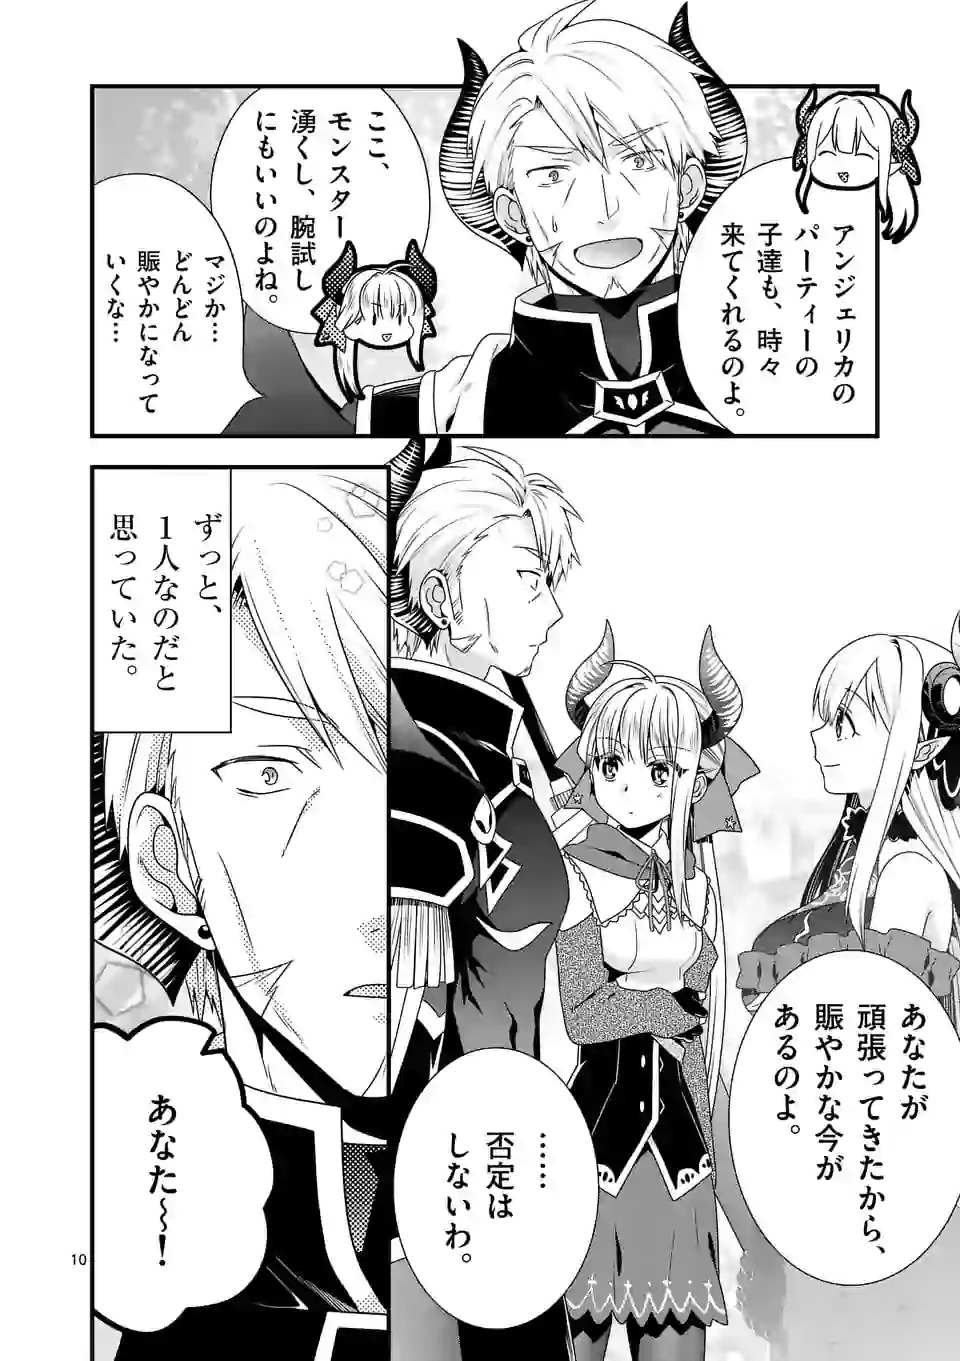 アンジェリカの
パーティーの
子達も、時々
来てくれるのよ。
ここ、
モンスター
湧くし、腕試し
にもいいのよね。
マジか…
どんどん
賑やかになって
いくな…
あなたが
頑張ってきたから、
賑やかな今が
あるのよ。
……
否定は
しないわ。
ずっと、
1人なのだと
思っていた。
あなた〜！
10